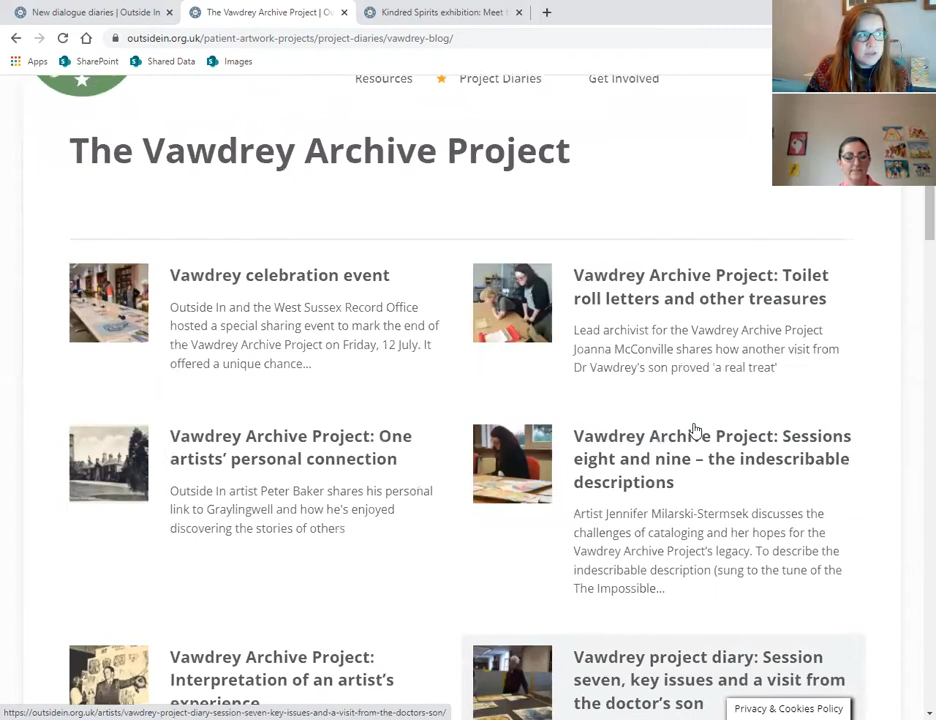 New dialogue diaries | Outside In
The Vawdrey Archive Project | Ou
Kindred Spirits exhibition: Meet t
outsidein.org.uk/patient-artwork-projects/project-diaries/vawdrey-blog/
Apps
SharePoint
Shared Data
Images
Resources
Project Diaries
Get Involved
The Vawdrey Archive Project
Vawdrey celebration event
Outside In and the West Sussex Record Office
hosted a special sharing event to mark the end of
the Vawdrey Archive Project on Friday, 12 July. It
offered a unique chance...
Vawdrey Archive Project: Toilet
roll letters and other treasures
Lead archivist for the Vawdrey Archive Project
Joanna McConville shares how another visit from
Dr Vawdrey's son proved 'a real treat'
Vawdrey Archive Project: One
artists' personal connection
Outside In artist Peter Baker shares his personal
link to Graylingwell and how he's enjoyed
discovering the stories of others
Vawdrey Archive Project: Sessions
eight and nine – the indescribable
descriptions
Artist Jennifer Milarski-Stermsek discusses the
challenges of cataloging and her hopes for the
Vawdrey Archive Project's legacy. To describe the
indescribable description (sung to the tune of the
The Impossible...
Vawdrey Archive Project:
Interpretation of an artist's
experience
Vawdrey project diary: Session
seven, key issues and a visit from
the doctor's son
Privacy & Cookies Policy
https://outsidein.org.uk/artists/vawdrey-project-diary-session-seven-key-issues-and-a-visit-from-the-doctors-son/